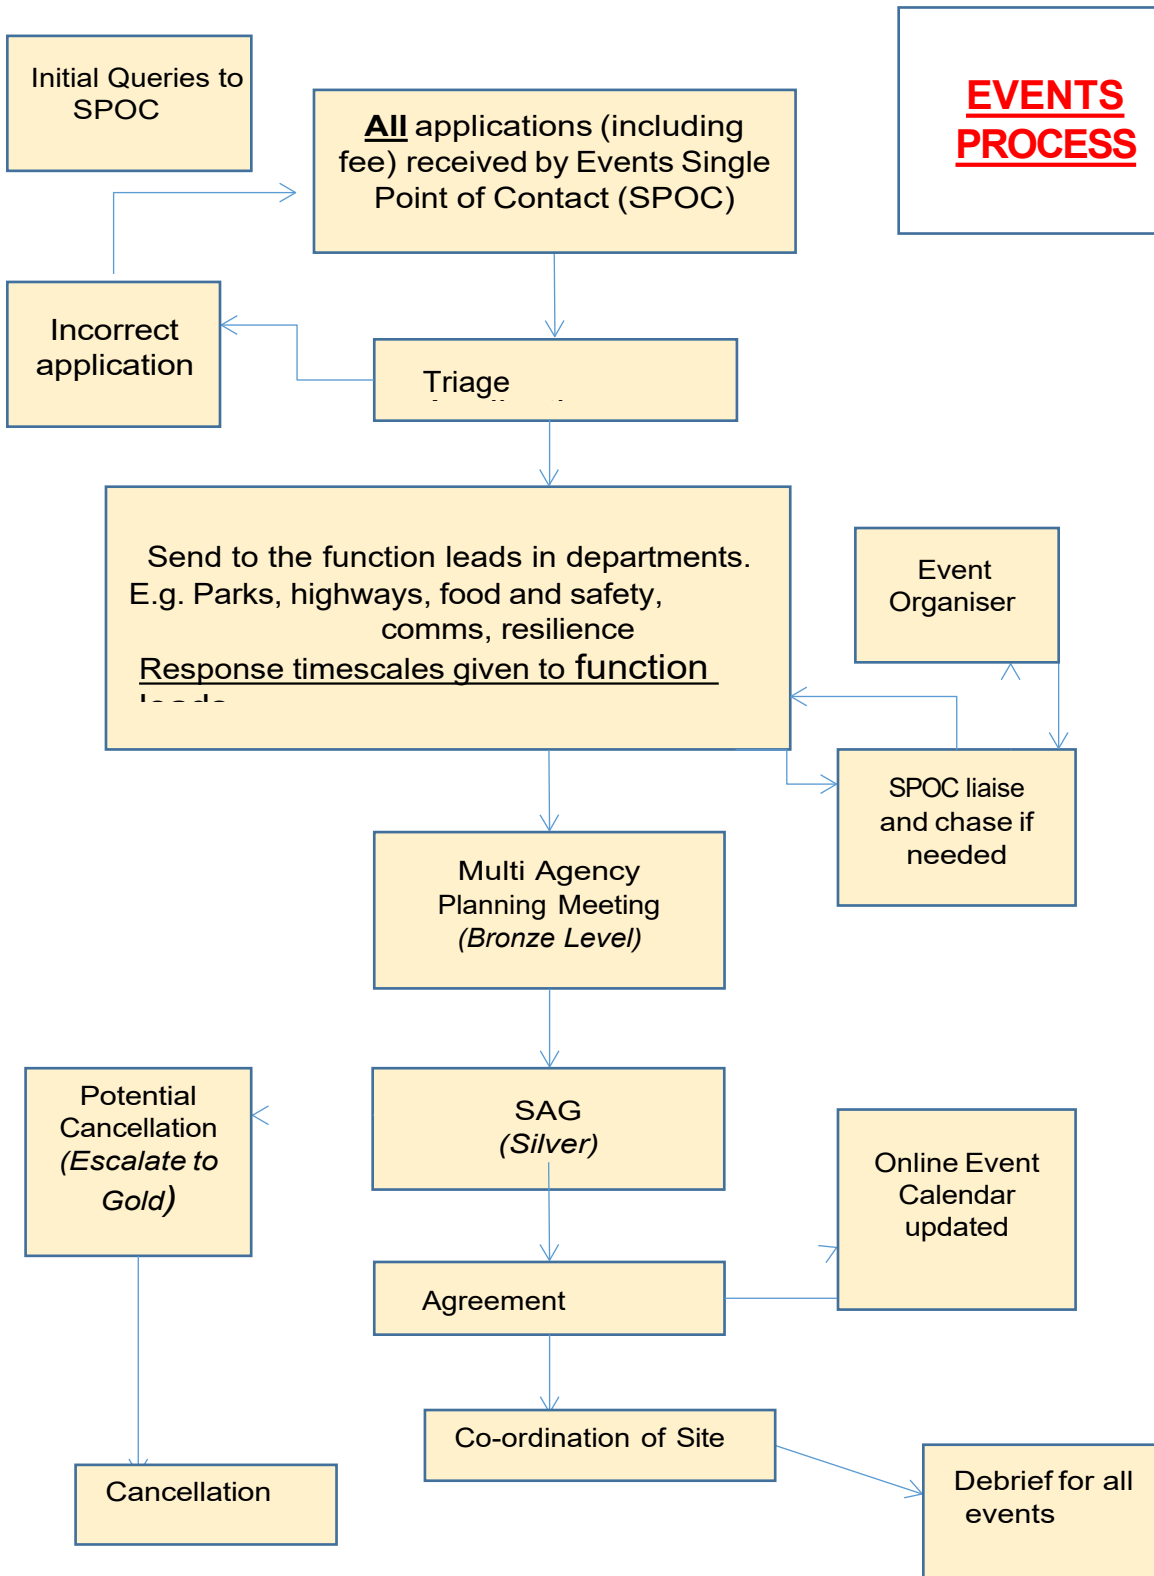 Initial Queries to
SPOC
All applications (including
fee) received by Events Single
Point of Contact (SPOC)
EVENTS
PROCESS
Incorrect
application
Triage
Send to the function leads in departments.
E.g. Parks, highways, food and safety,
comms, resilience
Response timescales given to function
Event
Organiser
SPOC liaise
and chase if
needed
Multi Agency
Planning Meeting
(Bronze Level)
Potential
Cancellation
(Escalate to
Gold)
SAG
(Silver)
Online Event
Calendar
updated
Agreement
Co-ordination of Site
Cancellation
Debrief for all
events